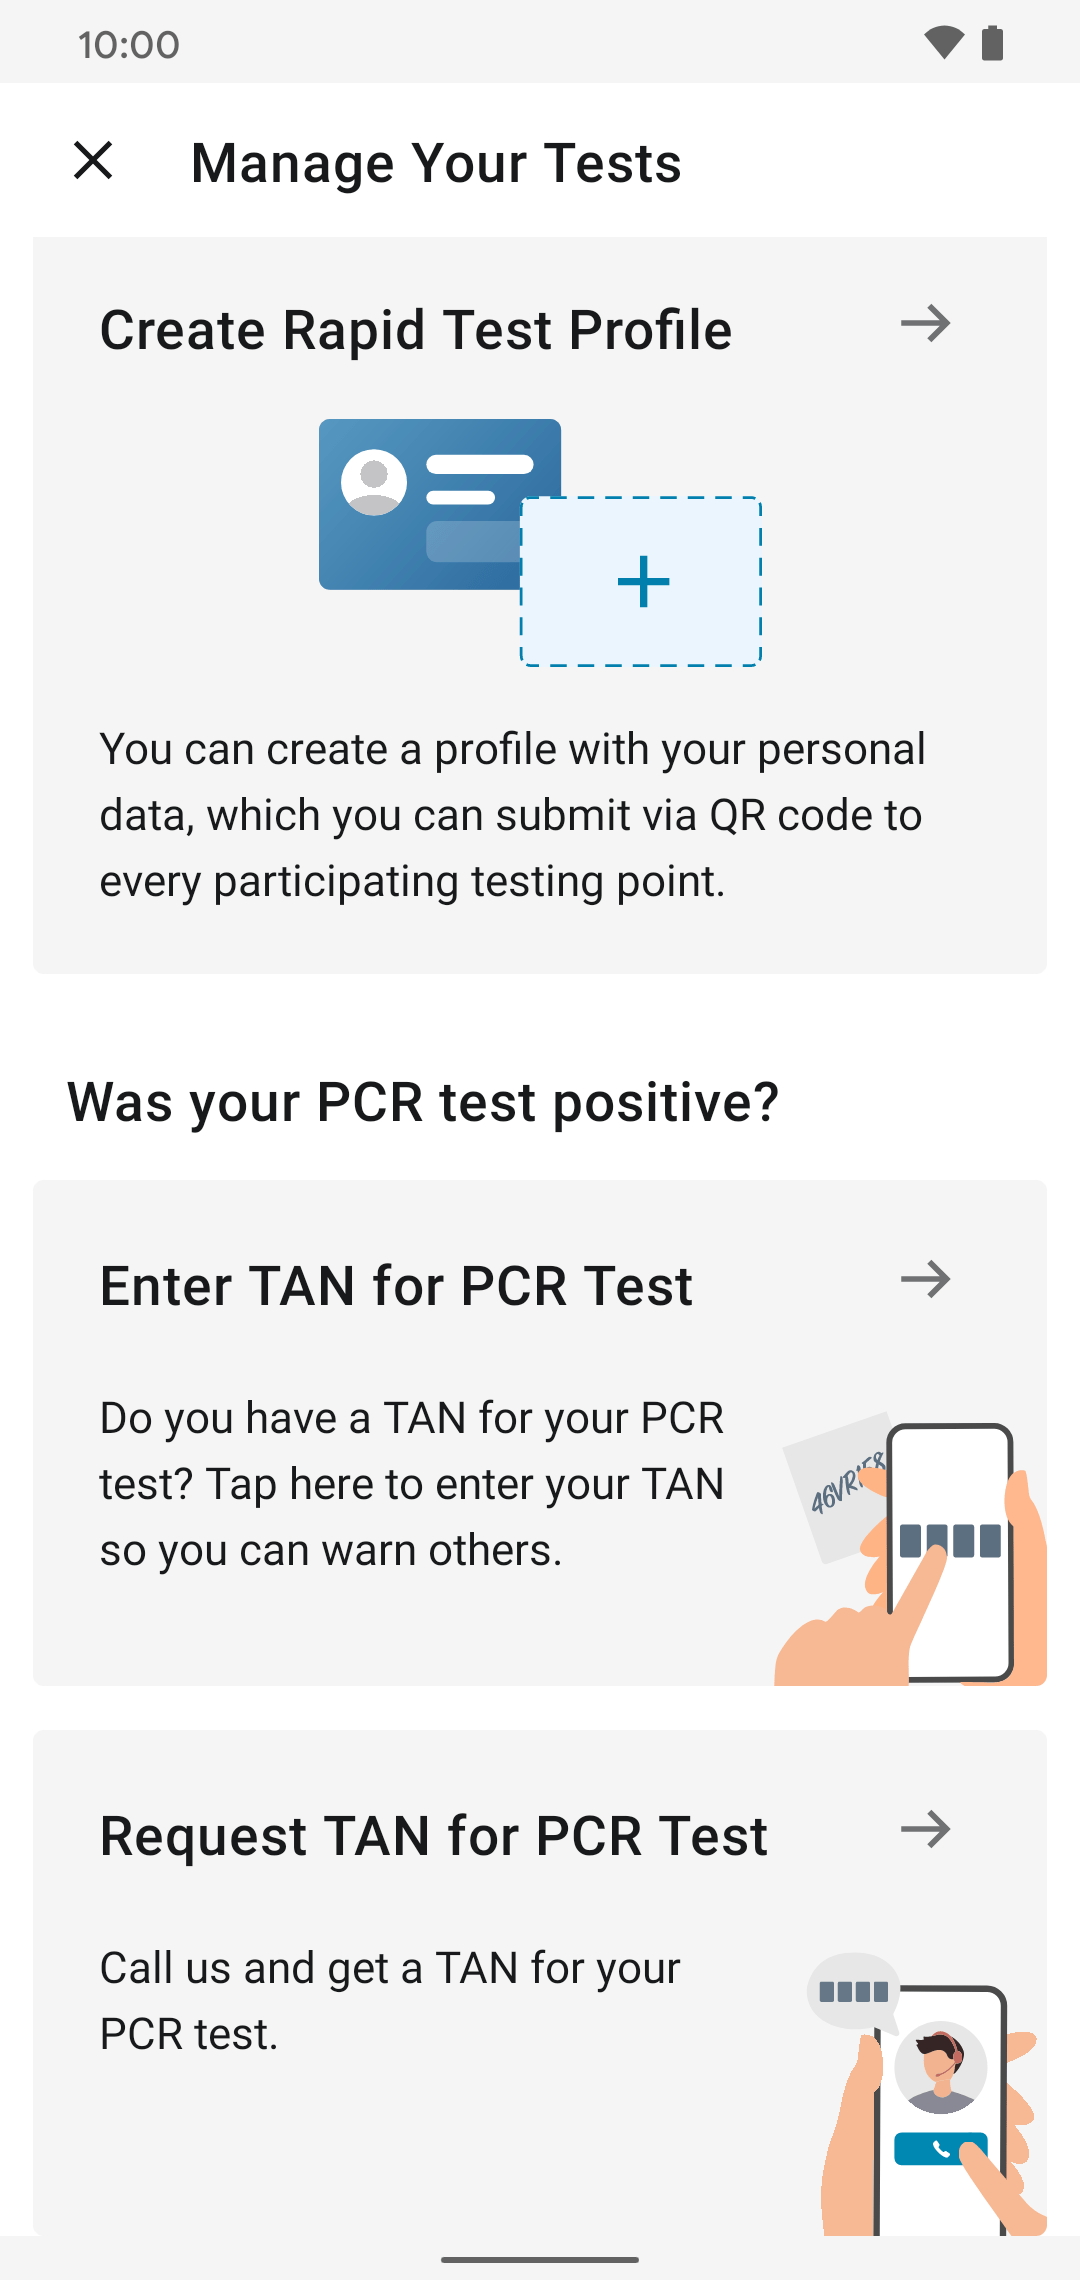 10:00
Manage Your Tests
Create Rapid Test Profile
You can create a profile with your personal
data, which you can submit via QR code to
every participating testing point.
Was your PCR test positive?
Enter TAN for PCR Test
Do you have a TAN for your PCR
test? Tap here to enter your TAN
so you can warn others.
Request TAN for PCR Test
Call us and get a TAN for your
PCR test.